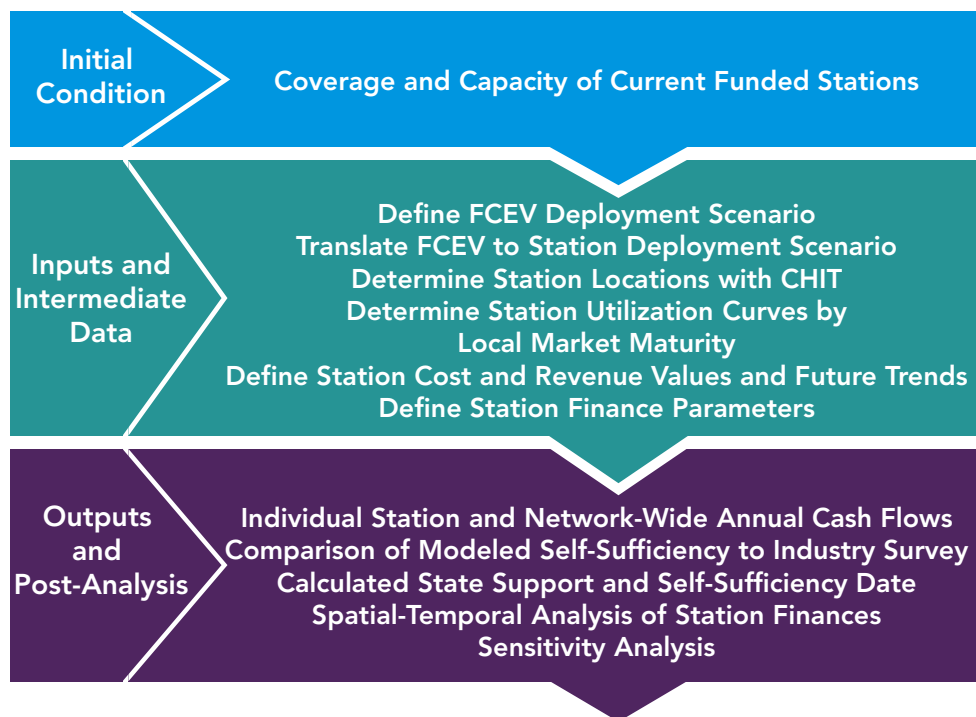 Initial
Condition
Coverage and Capacity of Current Funded Stations
Inputs and
Intermediate
Data
Define FCEV Deployment Scenario
Translate FCEV to Station Deployment Scenario
Determine Station Locations with CHIT
Determine Station Utilization Curves by
Local Market Maturity
Define Station Cost and Revenue Values and Future Trends
Define Station Finance Parameters
Outputs
and
Post-Analysis
Individual Station and Network-Wide Annual Cash Flows
Comparison of Modeled Self-Sufficiency to Industry Survey
Calculated State Support and Self-Sufficiency Date
Spatial-Temporal Analysis of Station Finances
Sensitivity Analysis